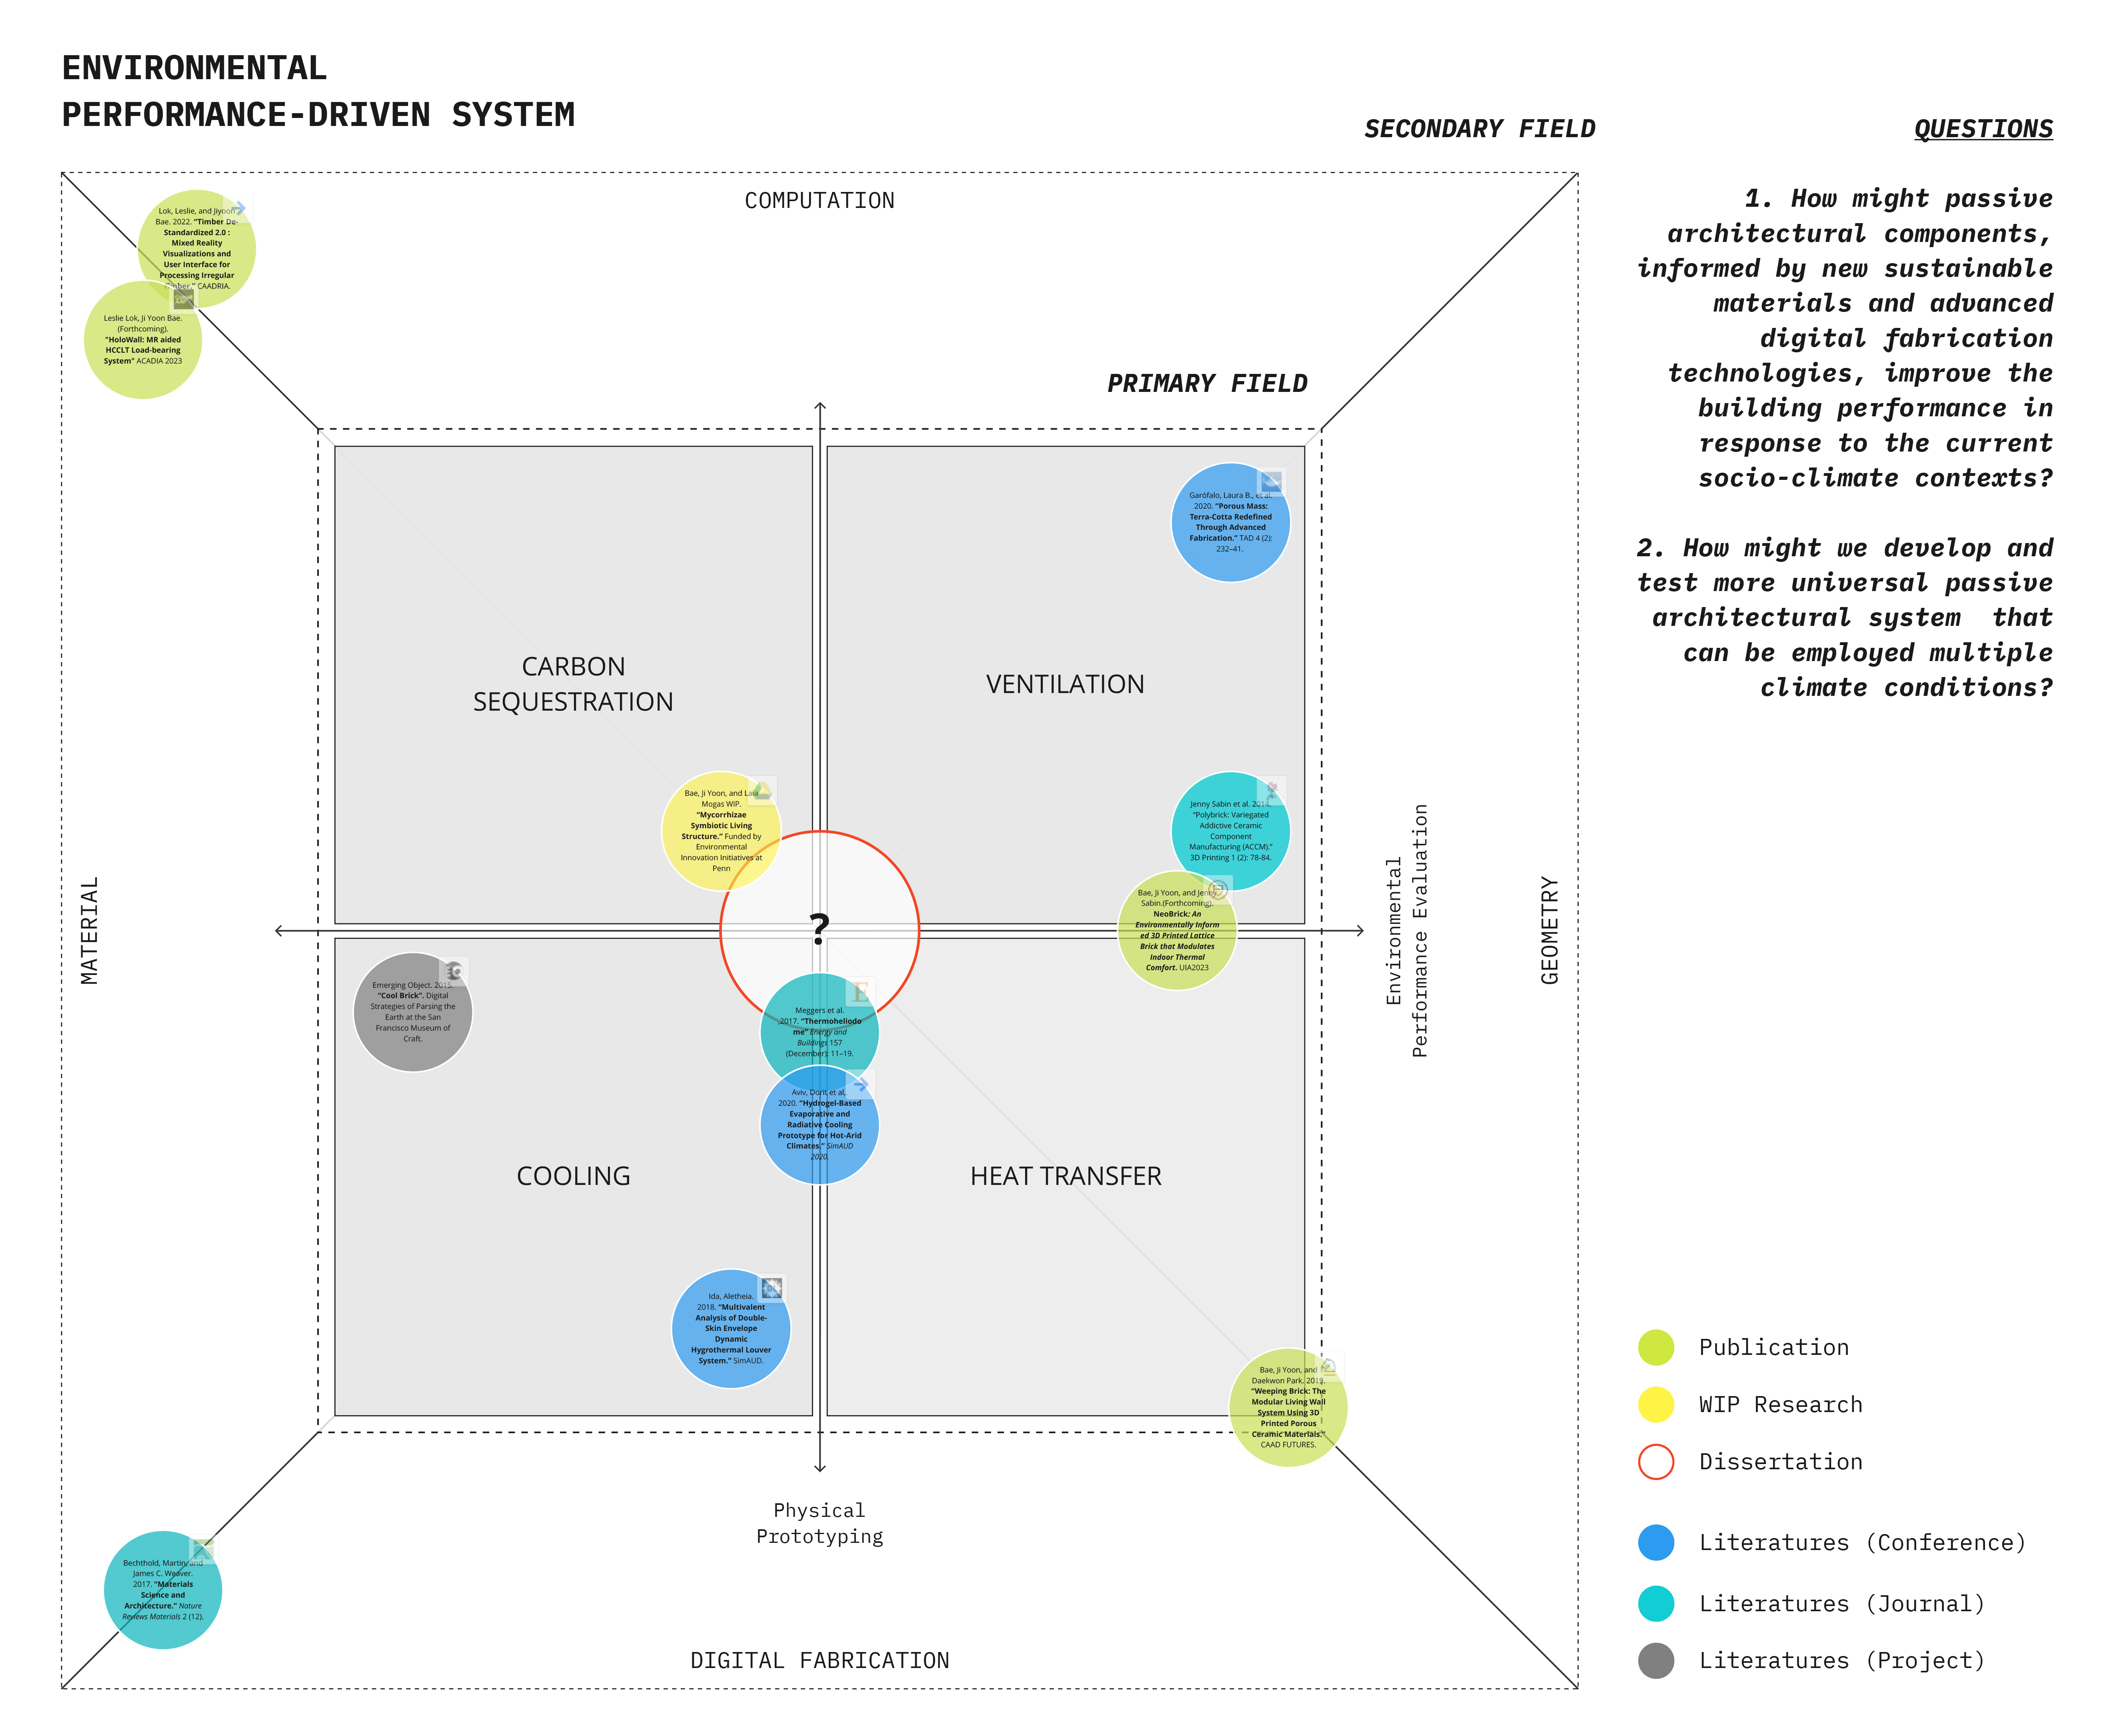 ENVIRONMENTAL
PERFORMANCE-DRIVEN SYSTEM
SECONDARY FIELD
QUESTIONS
1. How might passive
architectural components,
informed by new sustainable
materials and advanced
digital fabrication
technologies, improve the
building performance in
response to the current
socio-climate contexts?
2. How might we develop and
test more universal passive
architectural system that
can be employed multiple
climate conditions?
COMPUTATION
Lok, Leslie, and Jiyoon
Bae. 2022. “Timber De-
Standardized 2.0 :
Mixed Reality
Visualizations and
User Interface for
Processing Irregular
Timber.” CAADRIA.
Leslie Lok, Ji Yoon Bae.
(Forthcoming).
"HoloWall: MR aided
HCCLT Load-bearing
System" ACADIA 2023
PRIMARY FIELD
Garófalo, Laura B., et al.
2020. “Porous Mass:
Terra-Cotta Redefined
Through Advanced
Fabrication.” TAD 4 (2):
232–41.
CARBON
SEQUESTRATION
VENTILATION
Bae, Ji Yoon, and Laia
Mogas WIP.
“Mycorrhizae
Symbiotic Living
Structure.” Funded by
Environmental
Innovation Initiatives at
Penn
Jenny Sabin et al. 2014.
“Polybrick: Variegated
Addictive Ceramic
Component
Manufacturing (ACCM).”
3D Printing 1 (2): 78-84.
Bae, Ji Yoon, and Jenny
Sabin.(Forthcoming).
NeoBrick: An
Environmentally Inform
ed 3D Printed Lattice
Brick that Modulates
Indoor Thermal
Comfort. UIA2023
?
MATERIAL
Environmental
Performance Evaluation
GEOMETRY
Emerging Object. 2015.
“Cool Brick”. Digital
Strategies of Parsing the
Earth at the San
Francisco Museum of
Craft.
Meggers et al.
.2017. “Thermoheliodo
me” Energy and
Buildings 157
(December): 11–19.
Aviv, Dorit et al.
2020. “Hydrogel-Based
Evaporative and
Radiative Cooling
Prototype for Hot-Arid
Climates.” SimAUD
2020.
COOLING
HEAT TRANSFER
Ida, Aletheia.
2018. “Multivalent
Analysis of Double-
Skin Envelope
Dynamic
Hygrothermal Louver
System.” SimAUD.
Bae, Ji Yoon, and
Daekwon Park. 2019.
“Weeping Brick: The
Modular Living Wall
System Using 3D
Printed Porous
Ceramic Materials.”
CAAD FUTURES.
Physical
Prototyping
Bechthold, Martin, and
James C. Weaver.
2017. “Materials
Science and
Architecture.” Nature
Reviews Materials 2 (12).
DIGITAL FABRICATION
Publication
WIP Research
Dissertation
Literatures (Conference)
Literatures (Journal)
Literatures (Project)